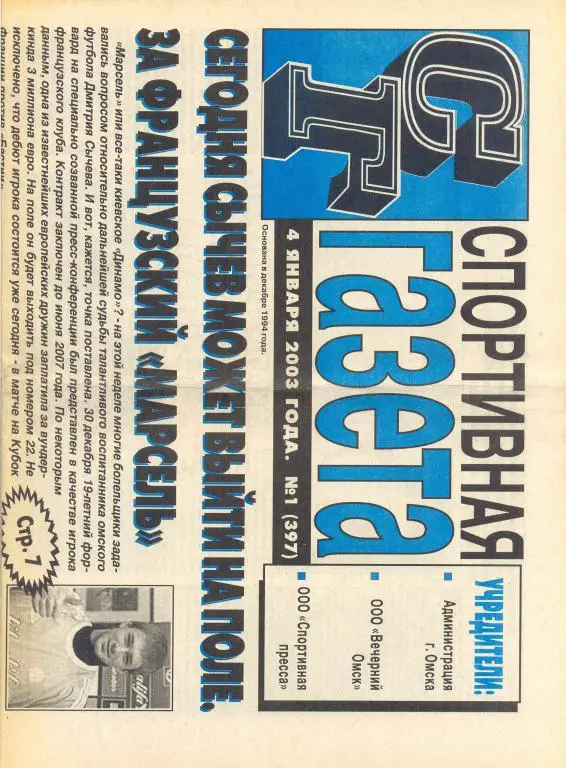 СГ
СПОРТИВНАЯ
газета
4 ЯНВАРЯ 2003 ГОДА. №1 (397)
Основана в декабре 1994 года.
УЧРЕДИТЕЛИ:
Администрация
г. Омска
ООО «Вечерний
Омск»
ООО «Спортивная
пресса»
СЕГОДНЯ СЫЧЕВ МОЖЕТ ВЫЙТИ НА ПОЛЕ.
ЗА ФРАНЦУЗСКИЙ «МАРСЕЛЬ»
«Марсель» или все-таки киевское «Динамо»? - на этой неделе многие болельщики зада-
вались вопросом относительно дальнейшей судьбы талантливого воспитанника омского
футбола Дмитрия Сычева. И вот, кажется, точка поставлена. 30 декабря 19-летний фор-
вард на специально созванной пресс-конференции был представлен в качестве игрока
французского клуба. Контракт заключен до июня 2007 года. По некоторым
данным, одна из известнейших европейских дружин заплатила за вундер-
кинда 3 миллиона евро. На поле он будет выходить под номером 22. Не
исключено, что дебют игрока состоится уже сегодня - в матче на Кубок
Франции против «Бастии».
Стр. 7